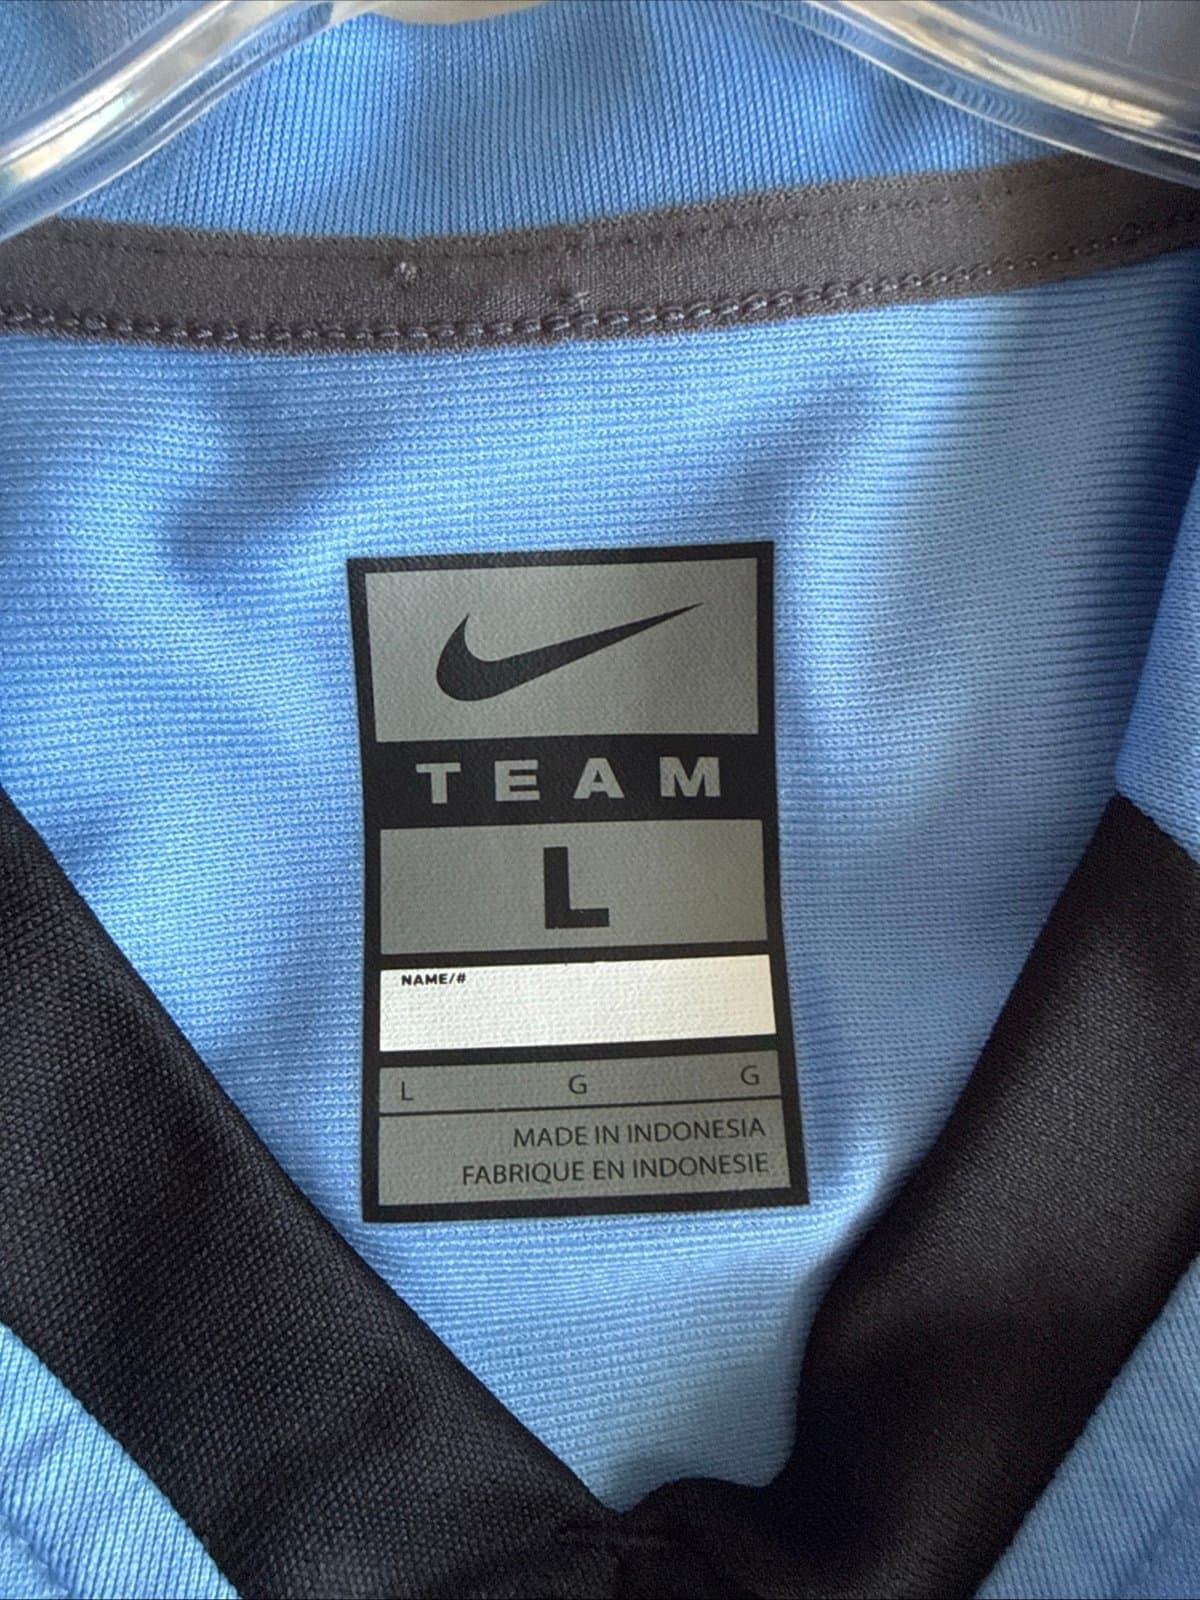 TEAM
L
NAME/#
L G G
MADE IN INDONESIA
FABRIQUE EN INDONESIE